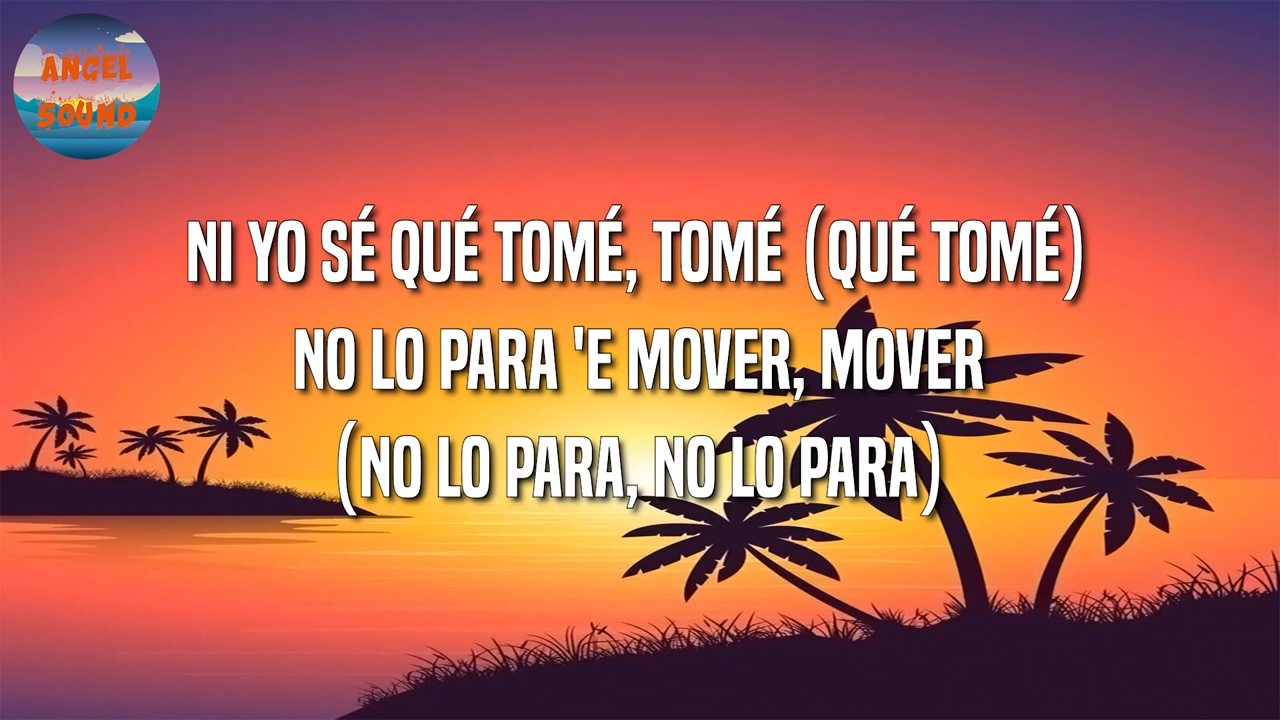 ANGEL
SOUND
NI YO SÉ QUÉ TOMÉ, TOMÉ (QUÉ TOMÉ)
NO LO PARA 'E MOVER, MOVER
(NO LO PARA, NO LO PARA)